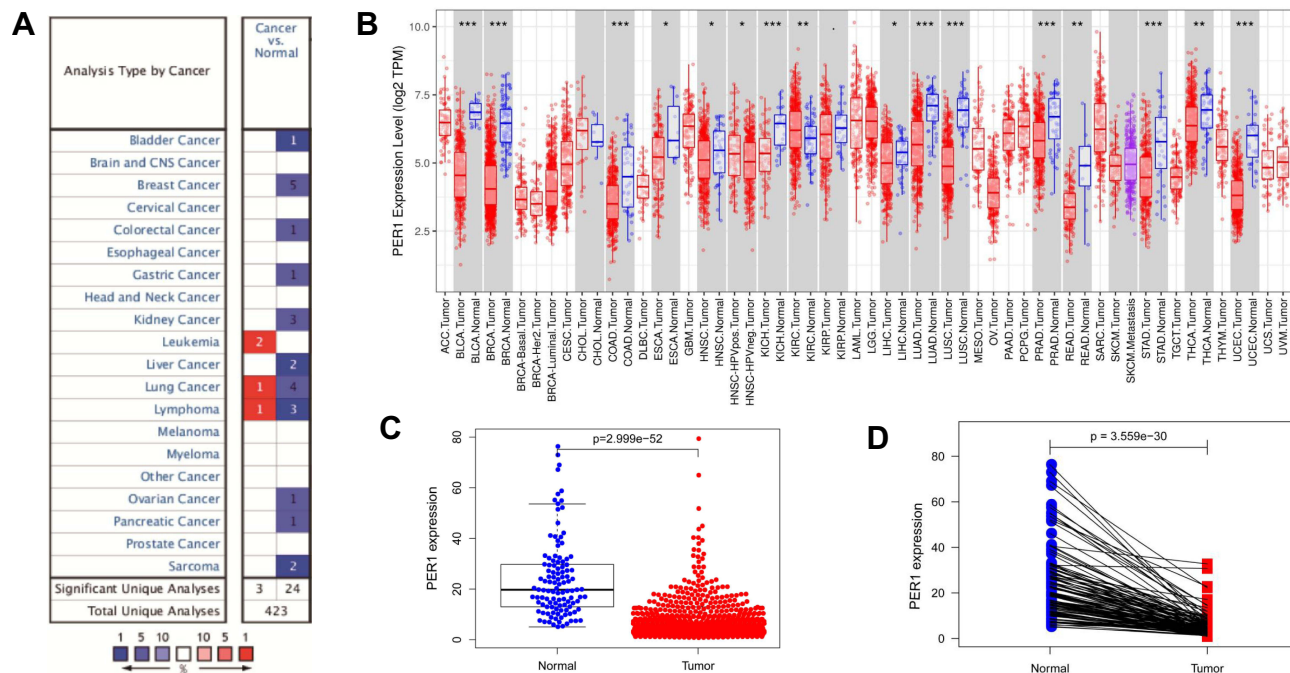 A
Analysis Type by Cancer
Cancer
vs.
Normal
Bladder Cancer 1
Brain and CNS Cancer
Breast Cancer 5
Cervical Cancer
Colorectal Cancer 1
Esophageal Cancer
Gastric Cancer 1
Head and Neck Cancer
Kidney Cancer 3
Leukemia 2
Liver Cancer 2
Lung Cancer 1 4
Lymphoma 1 3
Melanoma
Myeloma
Other Cancer
Ovarian Cancer 1
Pancreatic Cancer 1
Prostate Cancer
Sarcoma 2
Significant Unique Analyses 3 24
Total Unique Analyses 423
1 5 10 10 5 1
%
B
PER1 Expression Level (log2 TPM)
10.0
7.5
5.0
2.5
*** *** *** * * * *** ** . * *** *** *** ** *** ** ***
ACC.Tumor
BLCA.Tumor
BLCA.Normal
BRCA.Tumor
BRCA.Normal
BRCA-Basal.Tumor
BRCA-Her2.Tumor
BRCA-Luminal.Tumor
CESC.Tumor
CHOL.Tumor
CHOL.Normal
COAD.Tumor
COAD.Normal
DLBC.Tumor
ESCA.Tumor
ESCA.Normal
GBM.Tumor
HNSC.Tumor
HNSC.Normal
HNSC-HPVpos.Tumor
HNSC-HPVneg.Tumor
KICH.Tumor
KICH.Normal
KIRC.Tumor
KIRC.Normal
KIRP.Tumor
KIRP.Normal
LAML.Tumor
LGG.Tumor
LIHC.Tumor
LIHC.Normal
LUAD.Tumor
LUAD.Normal
LUSC.Tumor
LUSC.Normal
MESO.Tumor
OV.Tumor
PAAD.Tumor
PCPG.Tumor
PRAD.Tumor
PRAD.Normal
READ.Tumor
READ.Normal
SARC.Tumor
SKCM.Tumor
SKCM.Metastasis
STAD.Tumor
STAD.Normal
TGCT.Tumor
THCA.Tumor
THCA.Normal
THYM.Tumor
UCEC.Tumor
UCEC.Normal
UCS.Tumor
UVM.Tumor
C
p=2.999e−52
PER1 expression
80
60
40
20
0
Normal Tumor
D
p = 3.559e−30
PER1 expression
80
60
40
20
0
Normal Tumor